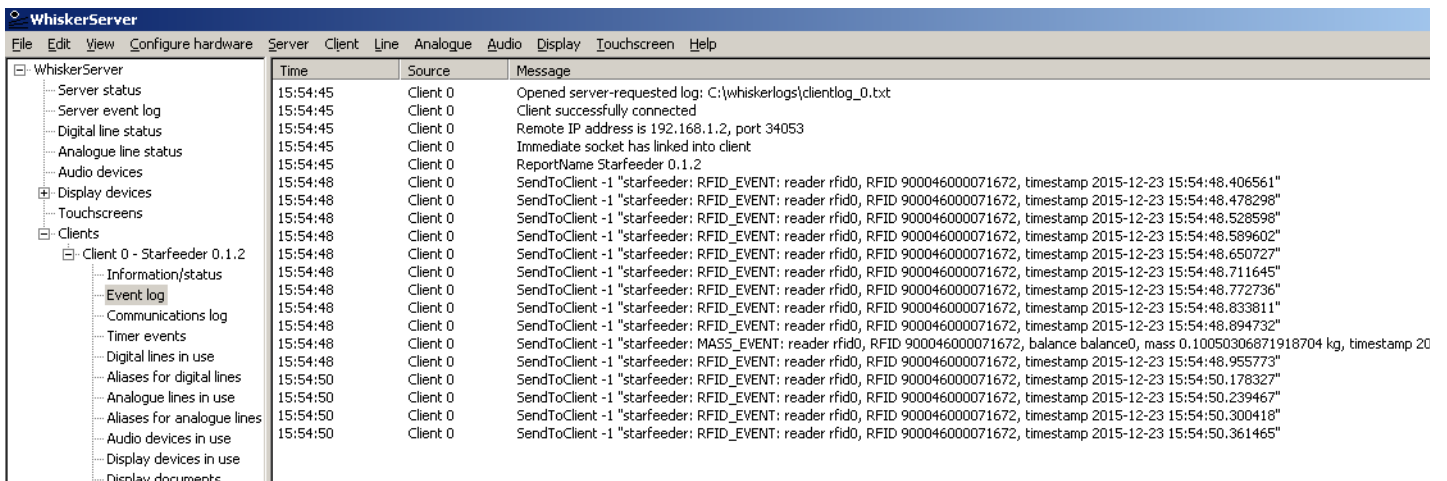 WhiskerServer
File Edit View Configure hardware Server Client Line Analogue Audio Display Touchscreen Help
WhiskerServer
Server status
Server event log
Digital line status
Analogue line status
Audio devices
Display devices
Touchscreens
Clients
Client 0 - Starfeeder 0.1.2
Information/status
Event log
Communications log
Timer events
Digital lines in use
Aliases for digital lines
Analogue lines in use
Aliases for analogue lines
Audio devices in use
Display devices in use
Display documents
Time Source Message
15:54:45 Client 0 Opened server-requested log: C:\whiskerlogs\clientlog_0.txt
15:54:45 Client 0 Client successfully connected
15:54:45 Client 0 Remote IP address is 192.168.1.2, port 34053
15:54:45 Client 0 Immediate socket has linked into client
15:54:45 Client 0 ReportName Starfeeder 0.1.2
15:54:48 Client 0 SendToClient -1 "starfeeder: RFID_EVENT: reader rfid0, RFID 900046000071672, timestamp 2015-12-23 15:54:48.406561"
15:54:48 Client 0 SendToClient -1 "starfeeder: RFID_EVENT: reader rfid0, RFID 900046000071672, timestamp 2015-12-23 15:54:48.478298"
15:54:48 Client 0 SendToClient -1 "starfeeder: RFID_EVENT: reader rfid0, RFID 900046000071672, timestamp 2015-12-23 15:54:48.528598"
15:54:48 Client 0 SendToClient -1 "starfeeder: RFID_EVENT: reader rfid0, RFID 900046000071672, timestamp 2015-12-23 15:54:48.589602"
15:54:48 Client 0 SendToClient -1 "starfeeder: RFID_EVENT: reader rfid0, RFID 900046000071672, timestamp 2015-12-23 15:54:48.650727"
15:54:48 Client 0 SendToClient -1 "starfeeder: RFID_EVENT: reader rfid0, RFID 900046000071672, timestamp 2015-12-23 15:54:48.711645"
15:54:48 Client 0 SendToClient -1 "starfeeder: RFID_EVENT: reader rfid0, RFID 900046000071672, timestamp 2015-12-23 15:54:48.772736"
15:54:48 Client 0 SendToClient -1 "starfeeder: RFID_EVENT: reader rfid0, RFID 900046000071672, timestamp 2015-12-23 15:54:48.833811"
15:54:48 Client 0 SendToClient -1 "starfeeder: RFID_EVENT: reader rfid0, RFID 900046000071672, timestamp 2015-12-23 15:54:48.894732"
15:54:48 Client 0 SendToClient -1 "starfeeder: MASS_EVENT: reader rfid0, RFID 900046000071672, balance balance0, mass 0.10050306871918704 kg, timestamp 20
15:54:48 Client 0 SendToClient -1 "starfeeder: RFID_EVENT: reader rfid0, RFID 900046000071672, timestamp 2015-12-23 15:54:48.955773"
15:54:50 Client 0 SendToClient -1 "starfeeder: RFID_EVENT: reader rfid0, RFID 900046000071672, timestamp 2015-12-23 15:54:50.178327"
15:54:50 Client 0 SendToClient -1 "starfeeder: RFID_EVENT: reader rfid0, RFID 900046000071672, timestamp 2015-12-23 15:54:50.239467"
15:54:50 Client 0 SendToClient -1 "starfeeder: RFID_EVENT: reader rfid0, RFID 900046000071672, timestamp 2015-12-23 15:54:50.300418"
15:54:50 Client 0 SendToClient -1 "starfeeder: RFID_EVENT: reader rfid0, RFID 900046000071672, timestamp 2015-12-23 15:54:50.361465"